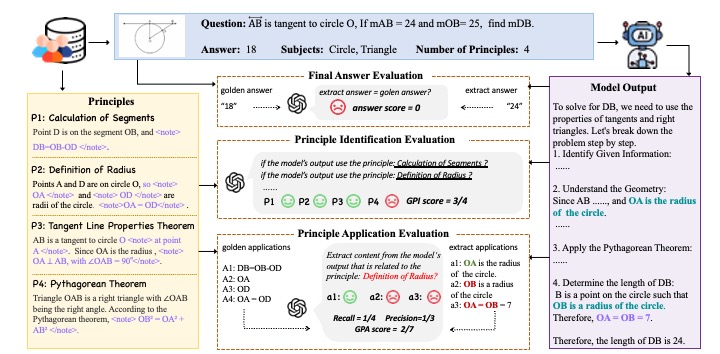 Question: AB is tangent to circle O, If mAB = 24 and mOB= 25, find mDB.
Answer: 18 Subjects: Circle, Triangle Number of Principles: 4
AI
Principles
P1: Calculation of Segments
Point D is on the segment OB, and <note>
DB=OB-OD </note>.
P2: Definition of Radius
Points A and D are on circle O, so <note>
OA </note> and <note> OD </note> are
radii of the circle. <note>OA = OD</note>.
P3: Tangent Line Properties Theorem
AB is a tangent to circle O <note> at point
A </note>. Since OA is the radius , <note>
OA ⊥ AB, with ∠OAB = 90°</note>.
P4: Pythagorean Theorem
Triangle OAB is a right triangle with ∠OAB
being the right angle. According to the
Pythagorean theorem, <note> OB² = OA² +
AB² </note>.
Final Answer Evaluation
golden answer
"18"
extract answer = golen answer?
answer score = 0
extract answer
"24"
Principle Identification Evaluation
if the model's output use the principle: Calculation of Segments ?
if the model's output use the principle: Definition of Radius ?
......
P1 P2 P3 P4 GPI score = 3/4
Principle Application Evaluation
golden applications
A1: DB=OB-OD
A2: OA
A3: OD
A4: OA = OD
Extract content from the model's
output that is related to the
principle: Definition of Radius?
a1: a2: a3:
Recall = 1/4 Precision=1/3
GPA score = 2/7
extract applications
a1: OA is the radius
of the circle.
a2: OB is a radius
of the circle
a3: OA = OB = 7
Model Output
To solve for DB, we need to use the
properties of tangents and right
triangles. Let's break down the
problem step by step.
1. Identify Given Information:
......
2. Understand the Geometry:
Since AB ......, and OA is the radius
of the circle.
......
3. Apply the Pythagorean Theorem:
......
4. Determine the length of DB:
B is a point on the circle such that
OB is a radius of the circle.
Therefore, OA = OB = 7.
Therefore, the length of DB is 24.